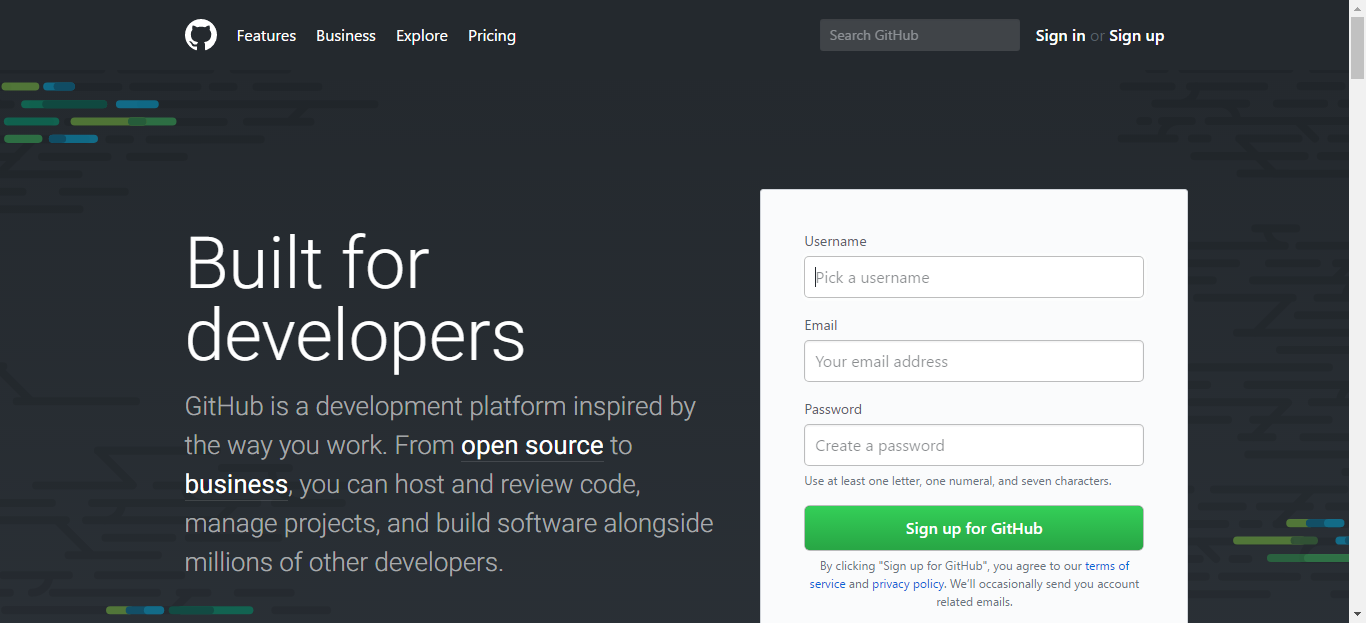 Features Business Explore Pricing Search GitHub Sign in or Sign up
Built for
developers
GitHub is a development platform inspired by
the way you work. From open source to
business, you can host and review code,
manage projects, and build software alongside
millions of other developers.
Username
Pick a username
Email
Your email address
Password
Create a password
Use at least one letter, one numeral, and seven characters.
Sign up for GitHub
By clicking "Sign up for GitHub", you agree to our terms of
service and privacy policy. We’ll occasionally send you account
related emails.